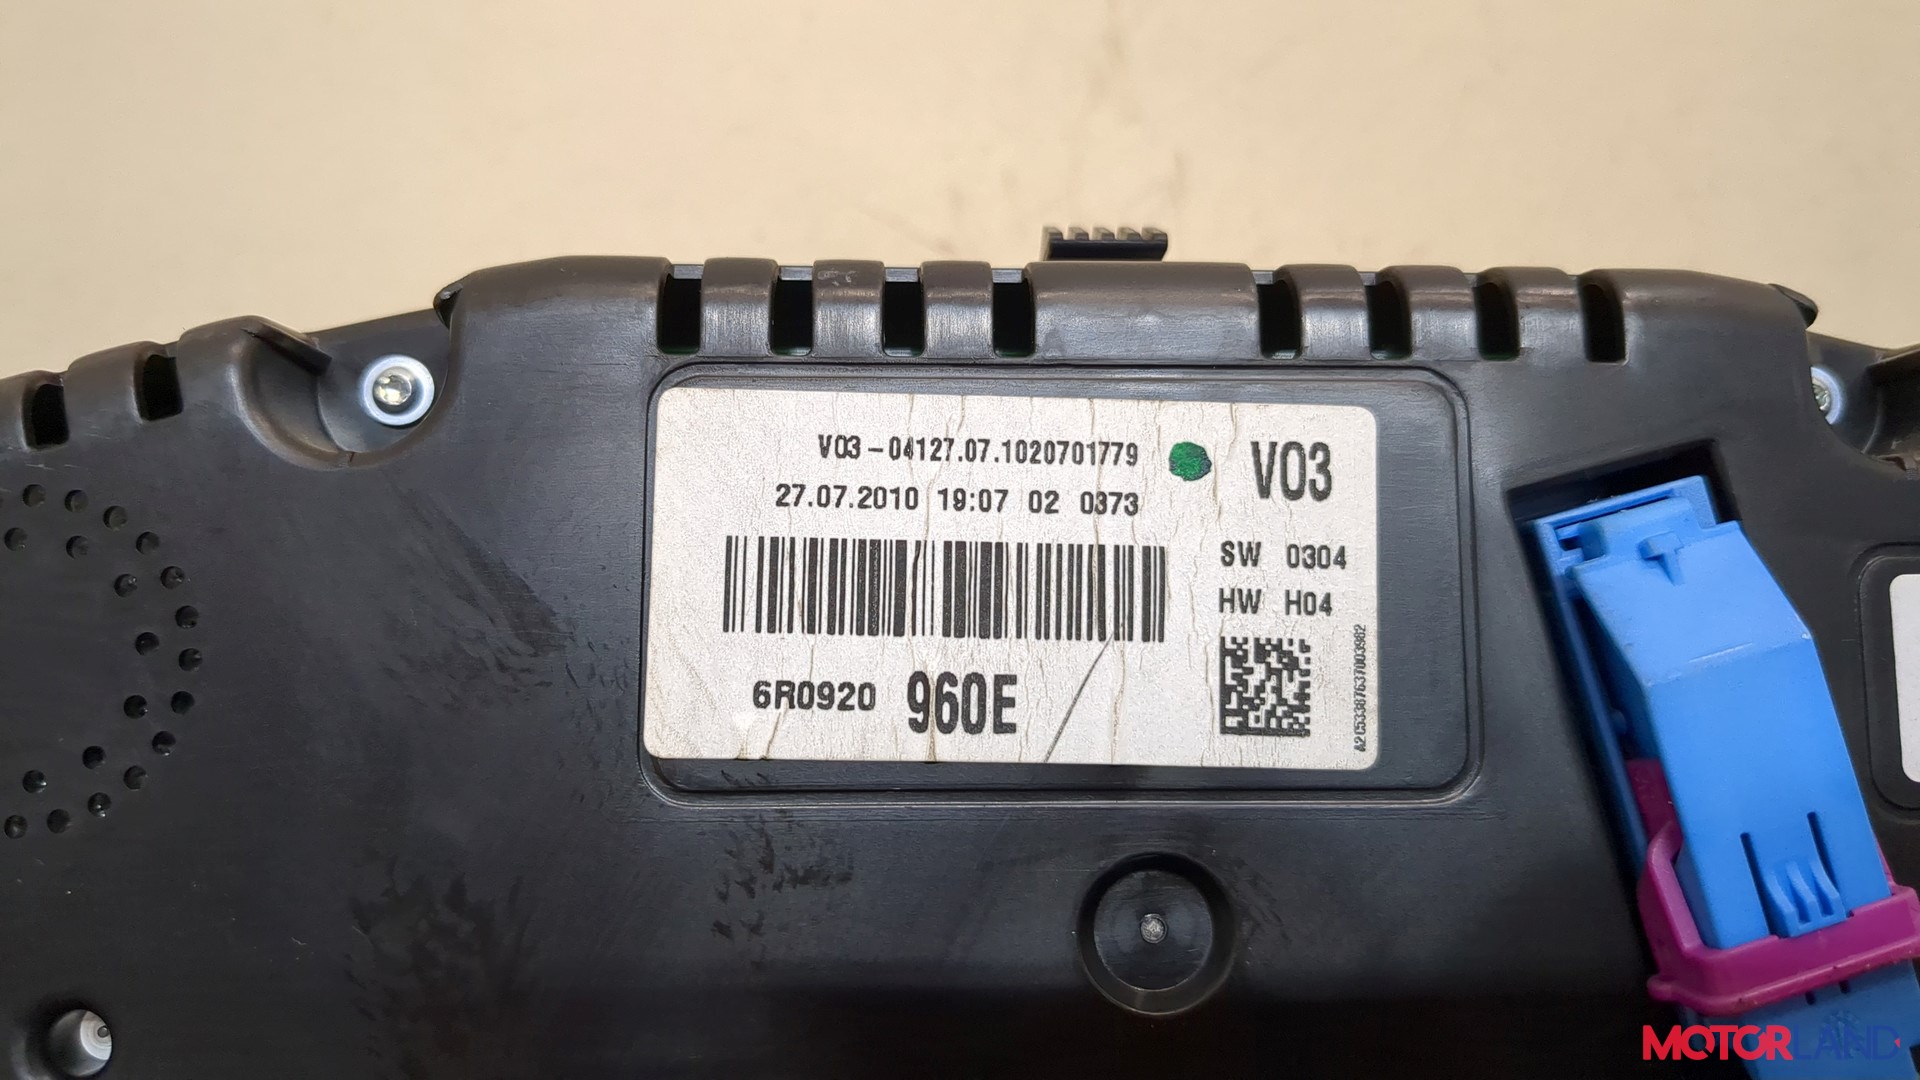 V03-04127.07.1020701779
27.07.2010 19:07 02 0373
V03
SW 0304
HW H04
6R0920 960E
A2C53387637003982
MOTORLAND